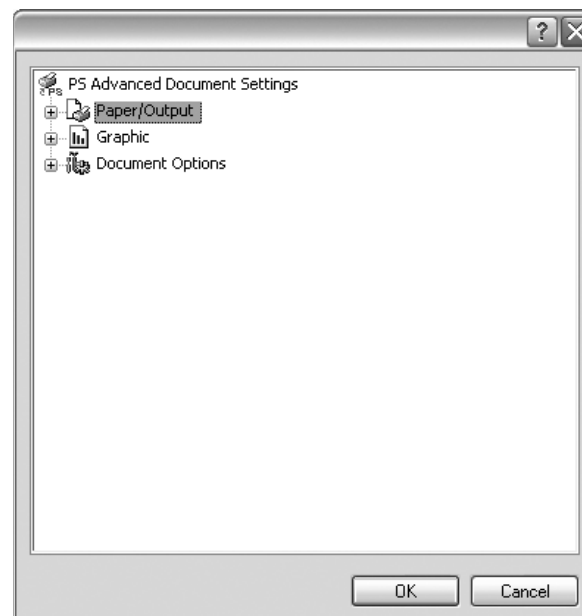 PS Advanced Document Settings
Paper/Output
Graphic
Document Options
OK Cancel